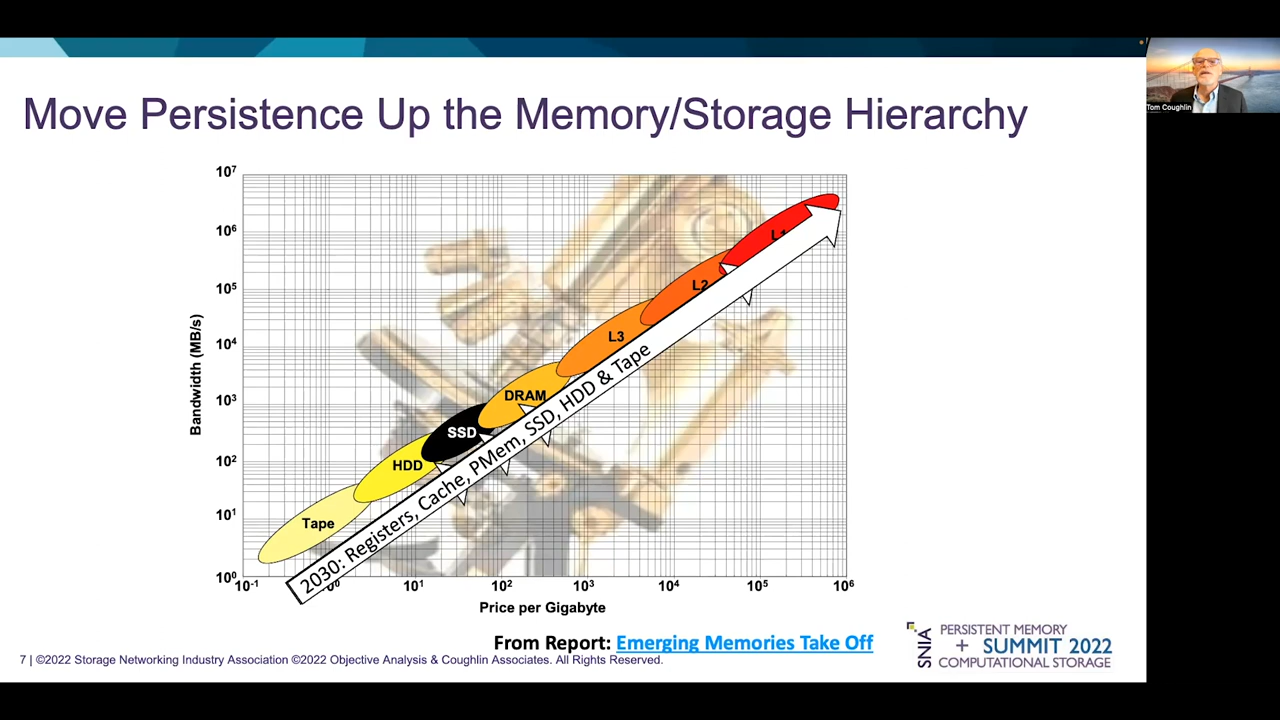 Move Persistence Up the Memory/Storage Hierarchy
Tom Coughlin
10⁷
10⁶
10⁵
10⁴
10³
10²
10¹
10⁰
Bandwidth (MB/s)
L1
L2
L3
DRAM
SSD
HDD
Tape
2030: Registers, Cache, PMem, SSD, HDD & Tape
10⁻¹ 10¹ 10² 10³ 10⁴ 10⁵ 10⁶
Price per Gigabyte
From Report: Emerging Memories Take Off
7 | ©2022 Storage Networking Industry Association ©2022 Objective Analysis & Coughlin Associates. All Rights Reserved.
SNIA
PERSISTENT MEMORY
+ SUMMIT 2022
COMPUTATIONAL STORAGE